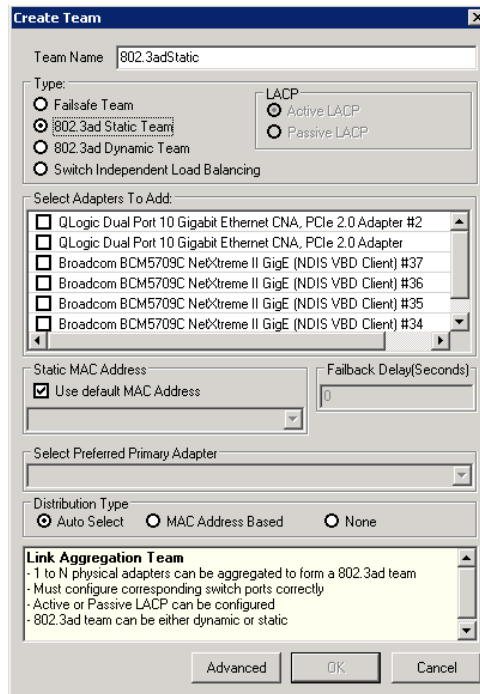 Create Team
Team Name 802.3adStatic
Type:
Failsafe Team
802.3ad Static Team
802.3ad Dynamic Team
Switch Independent Load Balancing
LACP
Active LACP
Passive LACP
Select Adapters To Add:
QLogic Dual Port 10 Gigabit Ethernet CNA, PCIe 2.0 Adapter #2
QLogic Dual Port 10 Gigabit Ethernet CNA, PCIe 2.0 Adapter
Broadcom BCM5709C NetXtreme II GigE (NDIS VBD Client) #37
Broadcom BCM5709C NetXtreme II GigE (NDIS VBD Client) #36
Broadcom BCM5709C NetXtreme II GigE (NDIS VBD Client) #35
Broadcom BCM5709C NetXtreme II GigE (NDIS VBD Client) #34
Static MAC Address
Use default MAC Address
Failback Delay(Seconds)
0
Select Preferred Primary Adapter
Distribution Type
Auto Select MAC Address Based None
Link Aggregation Team
- 1 to N physical adapters can be aggregated to form a 802.3ad team
- Must configure corresponding switch ports correctly
- Active or Passive LACP can be configured
- 802.3ad team can be either dynamic or static
Advanced OK Cancel